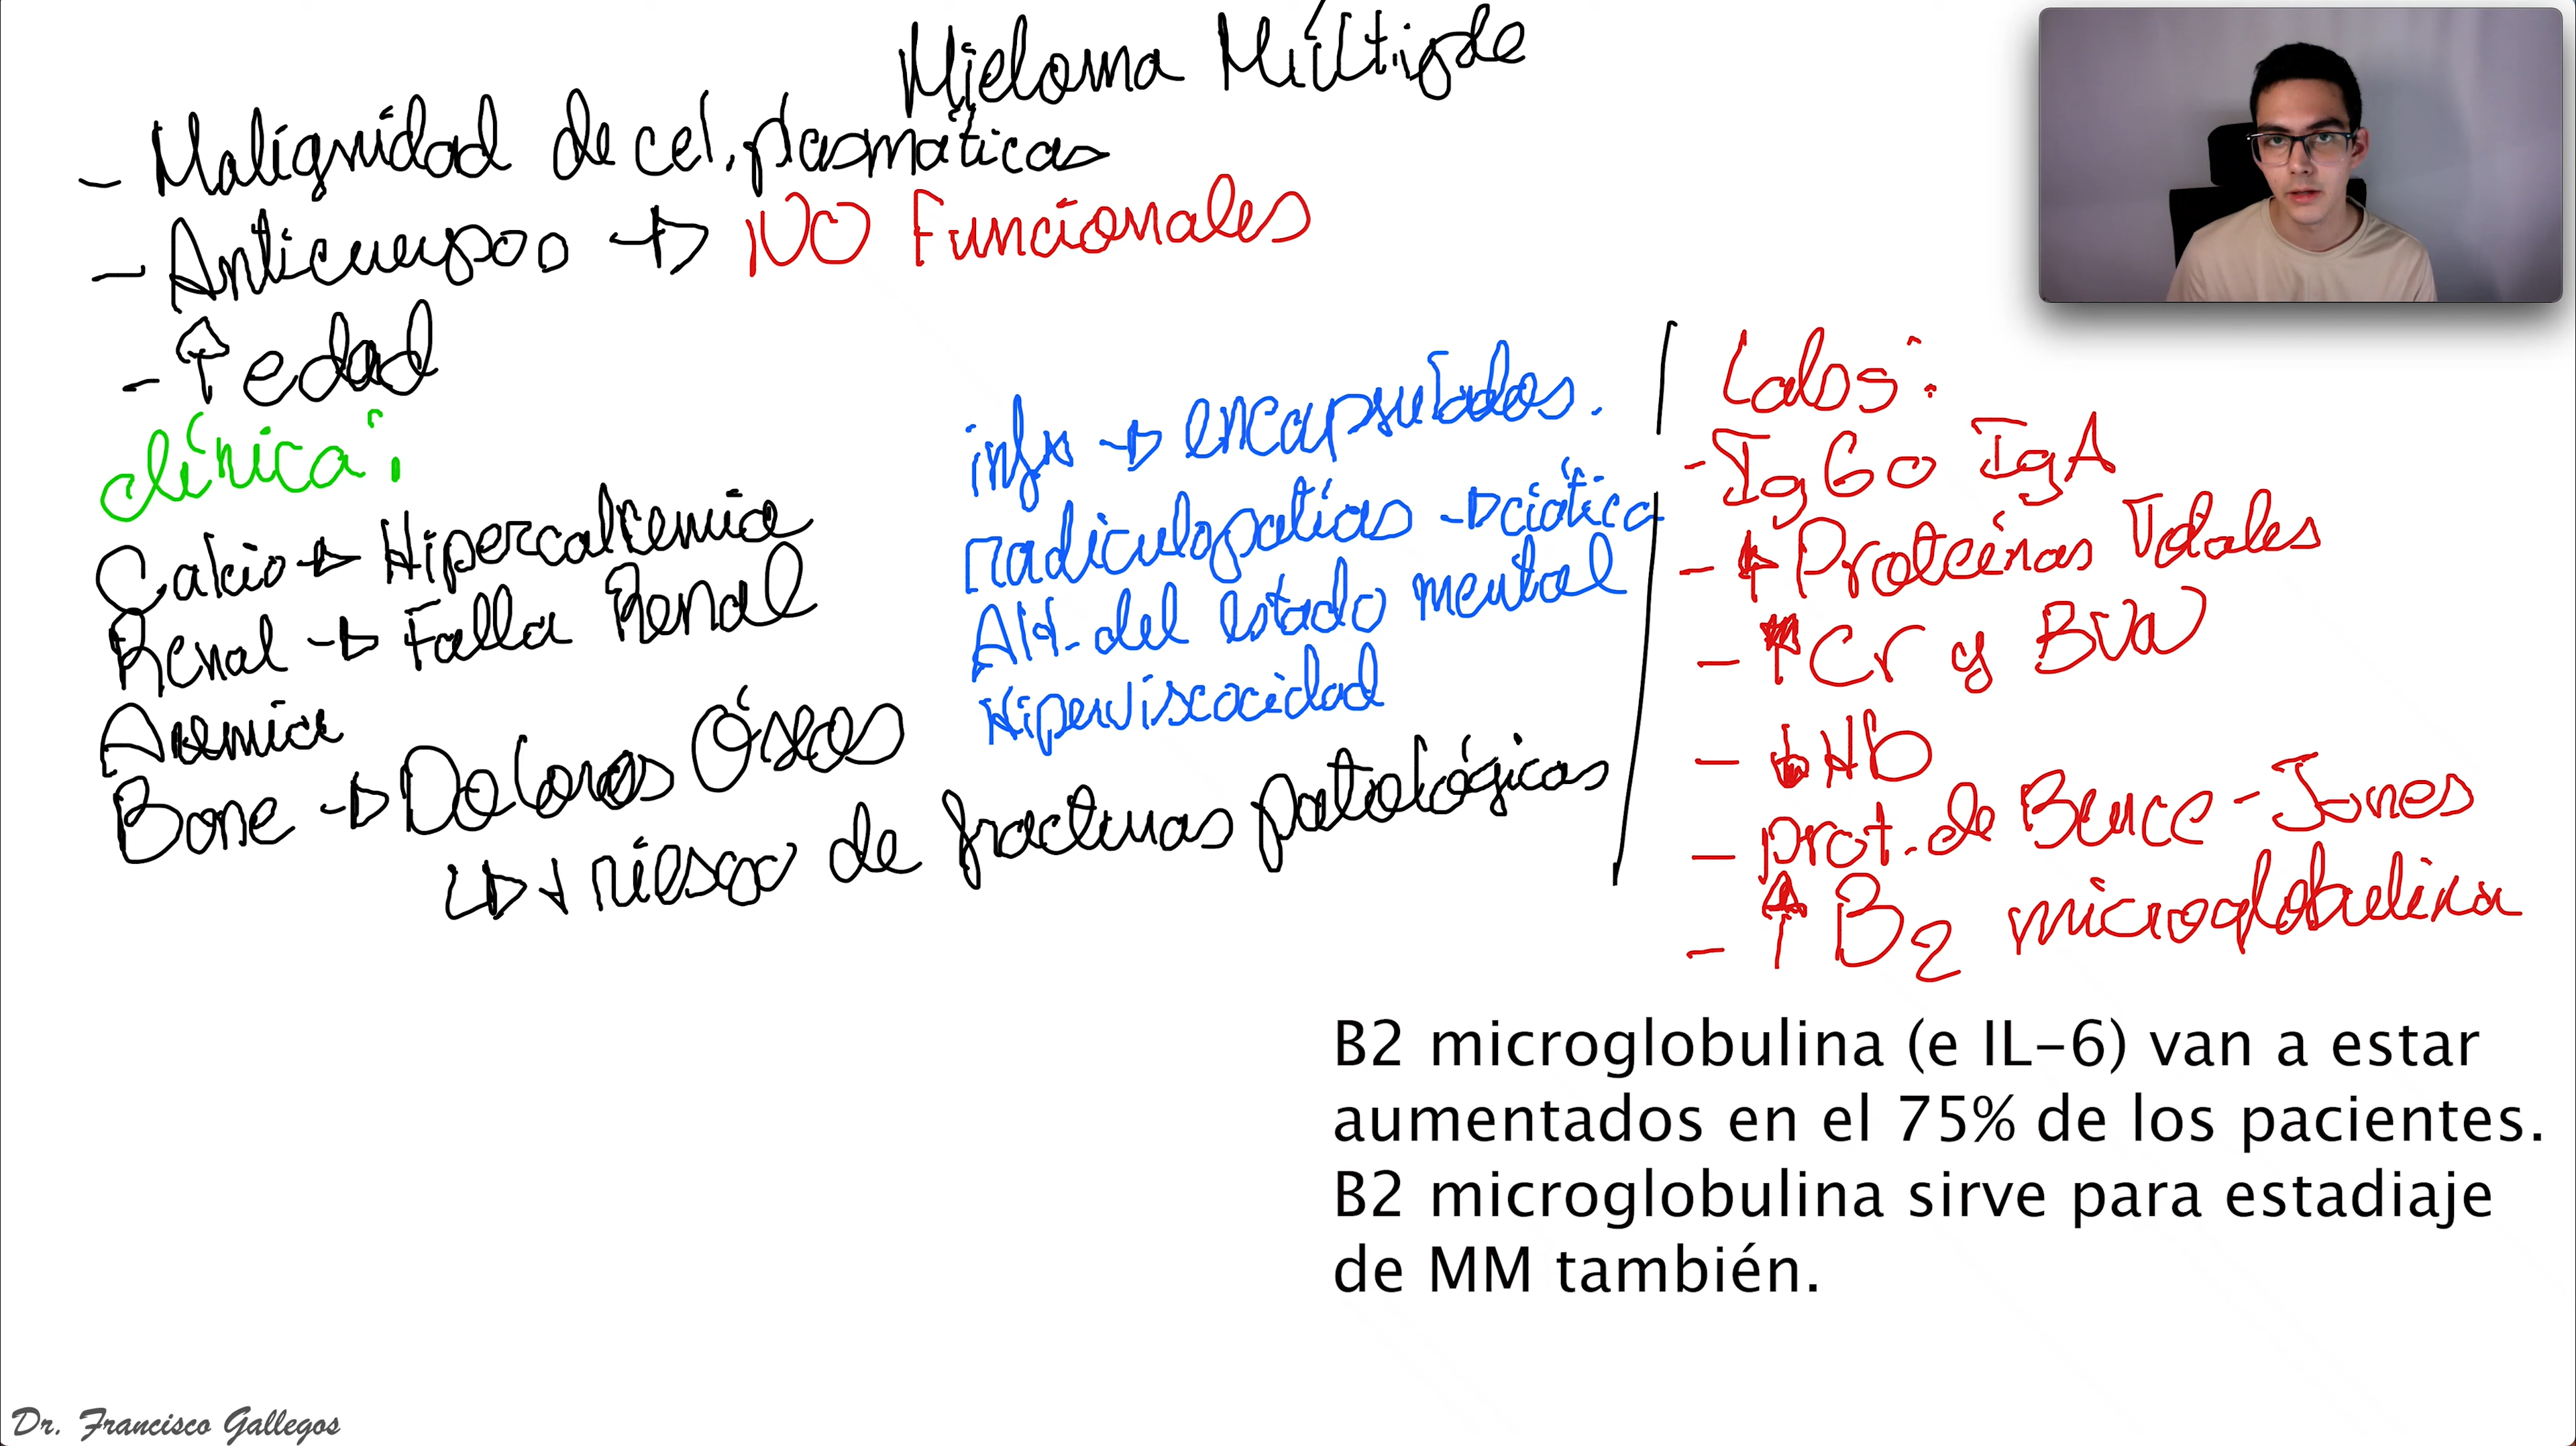 Mieloma Múltiple
- Malignidad de cel. plasmáticas
- Anticuerpos → NO Funcionales
- ↑ edad
clínica:
Calcio → Hipercalcemia
Renal → Falla Renal
Anemia
Bone → Dolores Óseos
↳ + riesgo de fracturas patológicas
infx → encapsulados.
radiculopatías → ciática
Alt. del estado mental
Hiperviscocidad
Labs:
- IgG o IgA
- ↑ Proteínas Totales
- ↑ Cr y BUN
- ↓ Hb
- prot. de Bence-Jones
- ↑ B2 microglobulina
B2 microglobulina (e IL-6) van a estar
aumentados en el 75% de los pacientes.
B2 microglobulina sirve para estadiaje
de MM también.
Dr. Francisco Gallegos